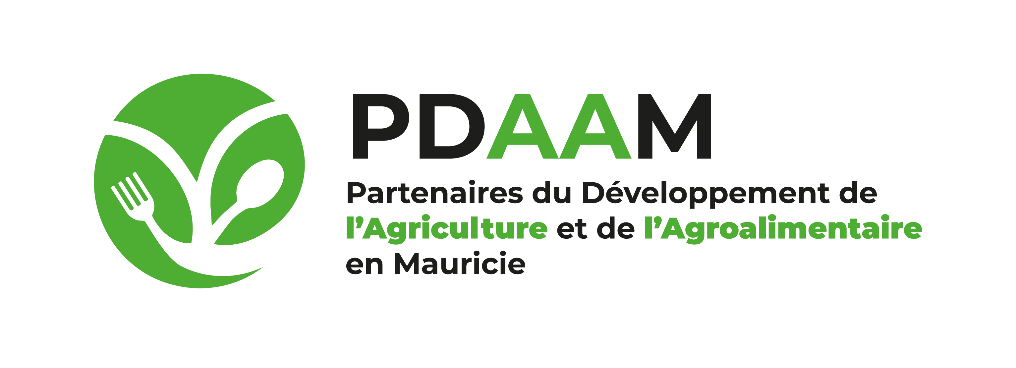 PDAAM
Partenaires du Développement de
l’Agriculture et de l’Agroalimentaire
en Mauricie